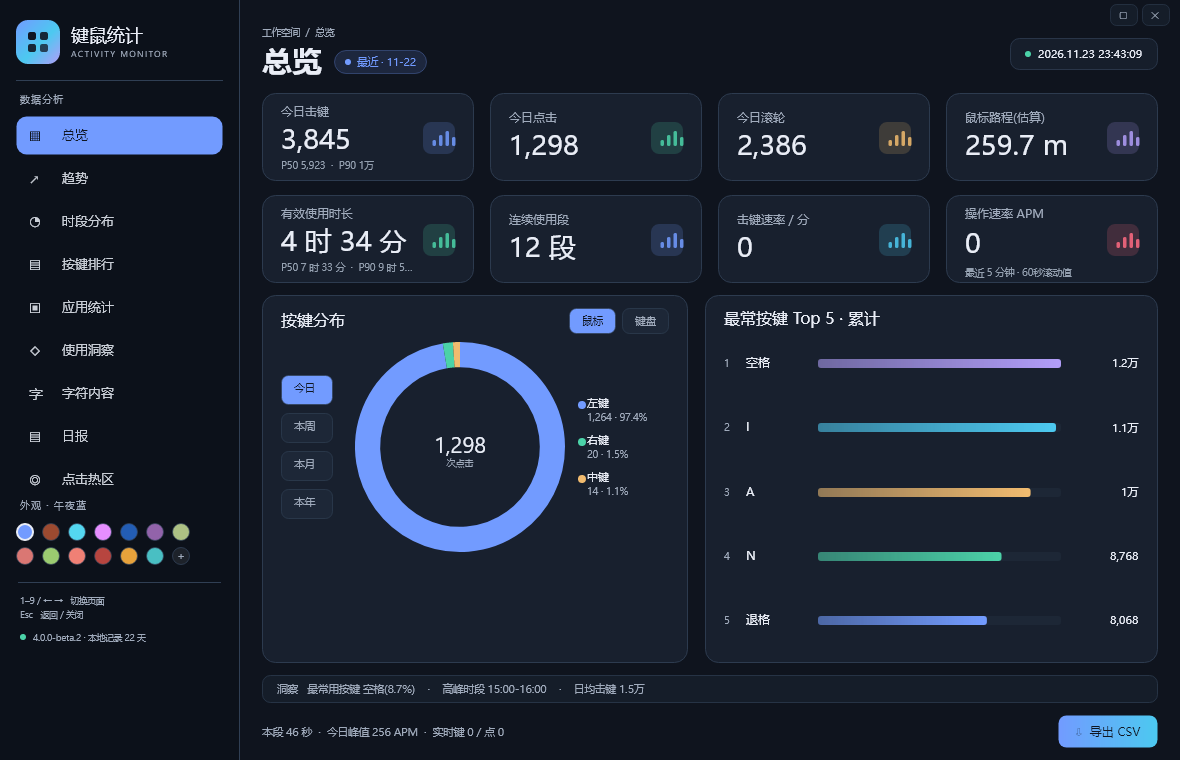 键鼠统计
ACTIVITY MONITOR
数据分析
总览
趋势
时段分布
按键排行
应用统计
使用洞察
字 字符内容
日报
点击热区
外观 · 午夜蓝
+
1–9 / ←→ 切换页面
Esc 返回 / 关闭
4.0.0-beta.2 · 本地记录 22 天
工作空间 / 总览
总览
最近 · 11-22
2026.11.23 23:43:09
今日击键
3,845
P50 5,923 · P90 1万
今日点击
1,298
今日滚轮
2,386
鼠标路程(估算)
259.7 m
有效使用时长
4 时 34 分
P50 7 时 33 分 · P90 9 时 5...
连续使用段
12 段
击键速率 / 分
0
操作速率 APM
0
最近 5 分钟 · 60秒滚动值
按键分布
鼠标
键盘
今日
本周
本月
本年
1,298
次点击
左键
1,264 · 97.4%
右键
20 · 1.5%
中键
14 · 1.1%
最常按键 Top 5 · 累计
1 空格 1.2万
2 I 1.1万
3 A 1万
4 N 8,768
5 退格 8,068
洞察 最常用按键 空格(8.7%) · 高峰时段 15:00-16:00 · 日均击键 1.5万
本段 46 秒 · 今日峰值 256 APM · 实时键 0 / 点 0
⇩ 导出 CSV